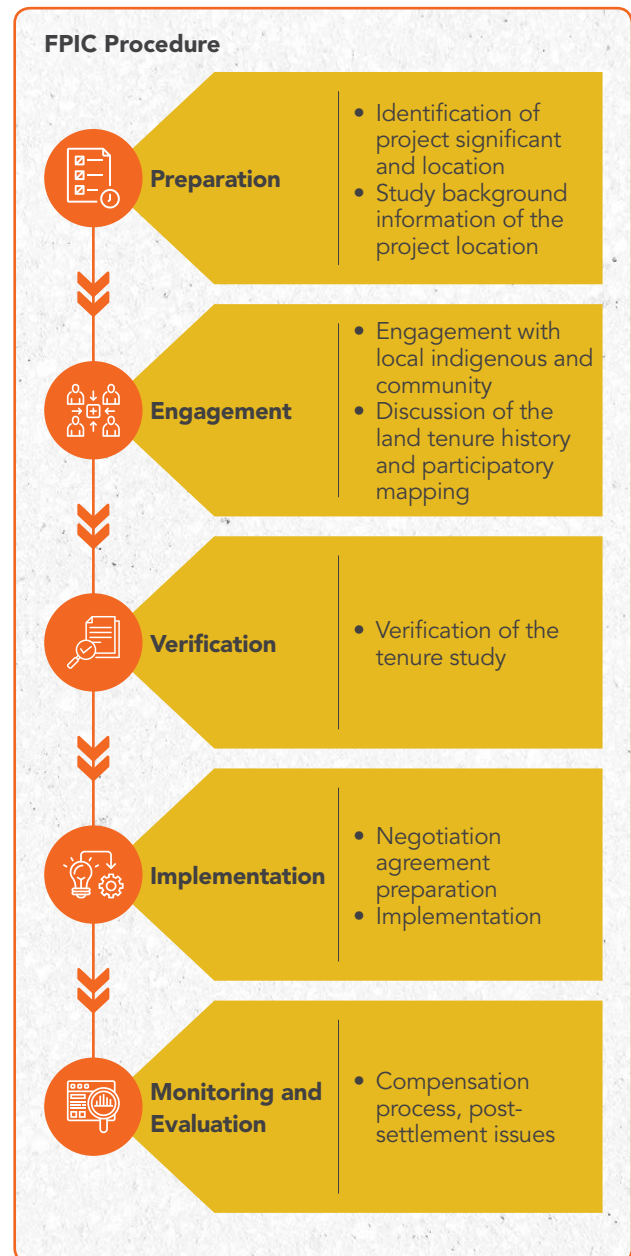 FPIC Procedure
Preparation
• Identification of
project significant
and location
• Study background
information of the
project location
Engagement
• Engagement with
local indigenous and
community
• Discussion of the
land tenure history
and participatory
mapping
Verification
• Verification of the
tenure study
Implementation
• Negotiation
agreement
preparation
• Implementation
Monitoring and
Evaluation
• Compensation
process, post-
settlement issues